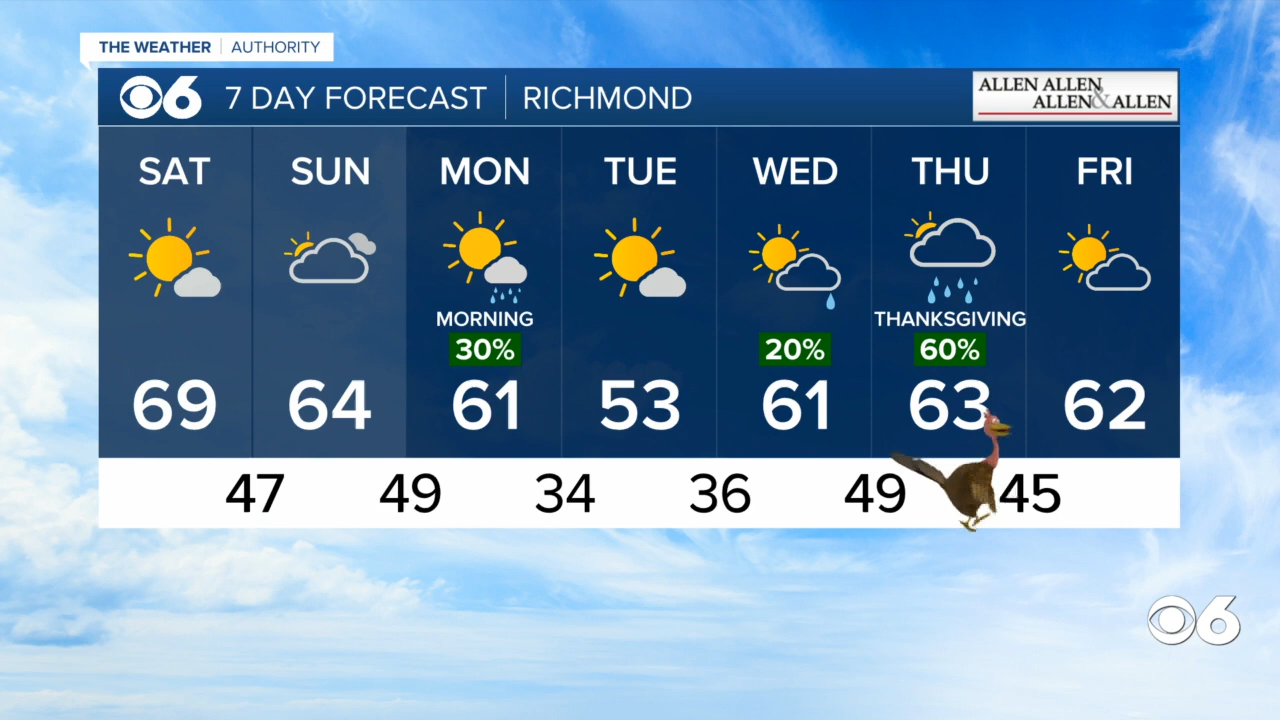 THE WEATHER | AUTHORITY
6 7 DAY FORECAST | RICHMOND
ALLEN ALLEN
ALLEN & ALLEN
SAT SUN MON TUE WED THU FRI
MORNING THANKSGIVING
30% 20% 60%
69 64 61 53 61 63 62
47 49 34 36 49 45
6